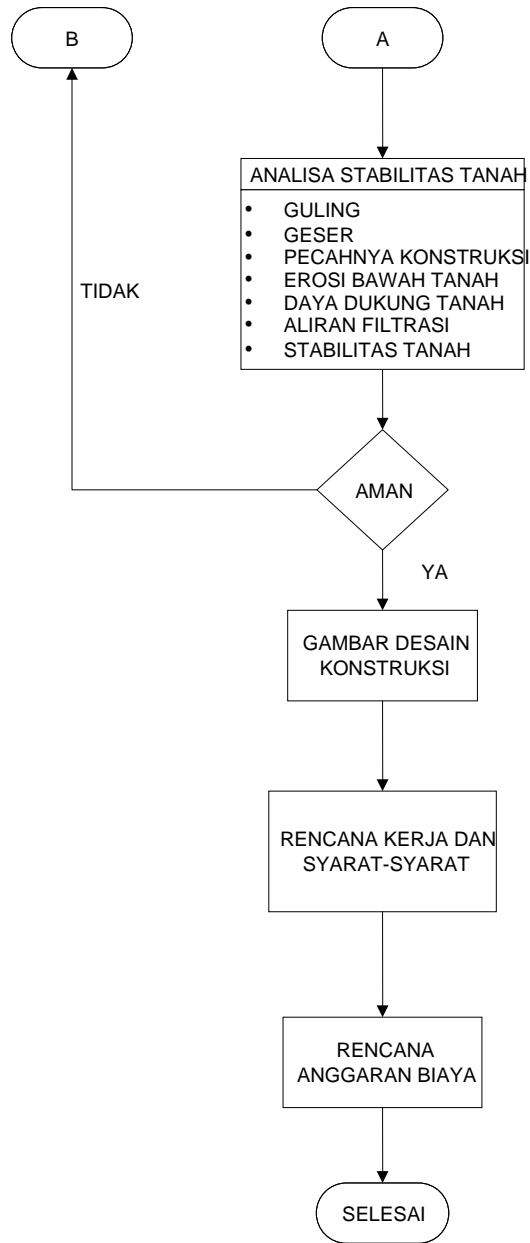 B
A
ANALISA STABILITAS TANAH
• GULING
• GESER
• PECAHNYA KONSTRUKSI
• EROSI BAWAH TANAH
• DAYA DUKUNG TANAH
• ALIRAN FILTRASI
• STABILITAS TANAH
TIDAK
AMAN
YA
GAMBAR DESAIN
KONSTRUKSI
RENCANA KERJA DAN
SYARAT-SYARAT
RENCANA
ANGGARAN BIAYA
SELESAI